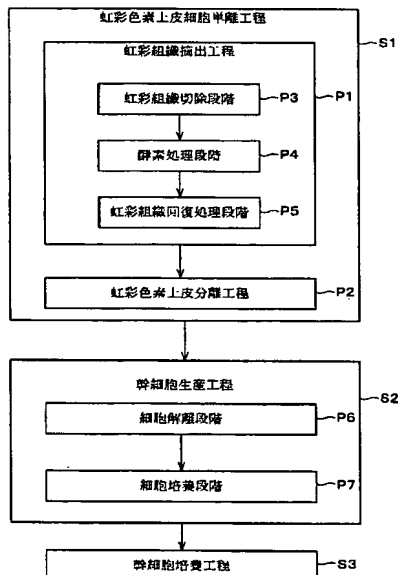 虹彩色素上皮細胞単離工程
S1
虹彩組織摘出工程
P1
虹彩組織切除段階
P3
酵素処理段階
P4
虹彩組織回復処理段階
P5
虹彩色素上皮分離工程
P2
幹細胞生産工程
S2
細胞解離段階
P6
細胞培養段階
P7
幹細胞培養工程
S3